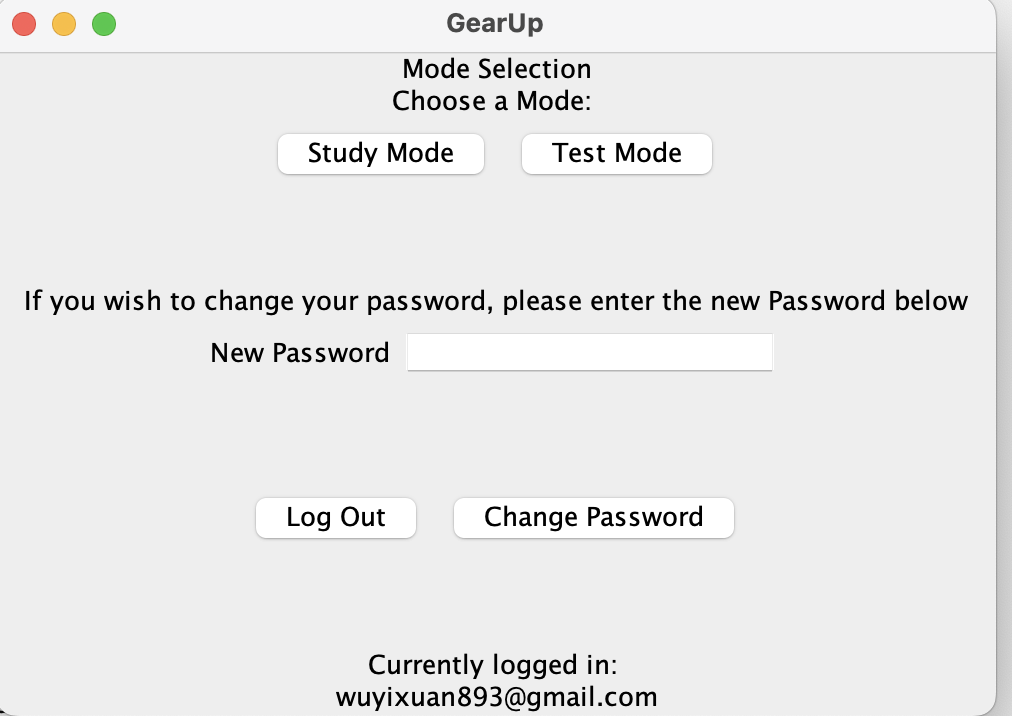 GearUp
Mode Selection
Choose a Mode:
Study Mode Test Mode
If you wish to change your password, please enter the new Password below
New Password
Log Out Change Password
Currently logged in:
wuyixuan893@gmail.com